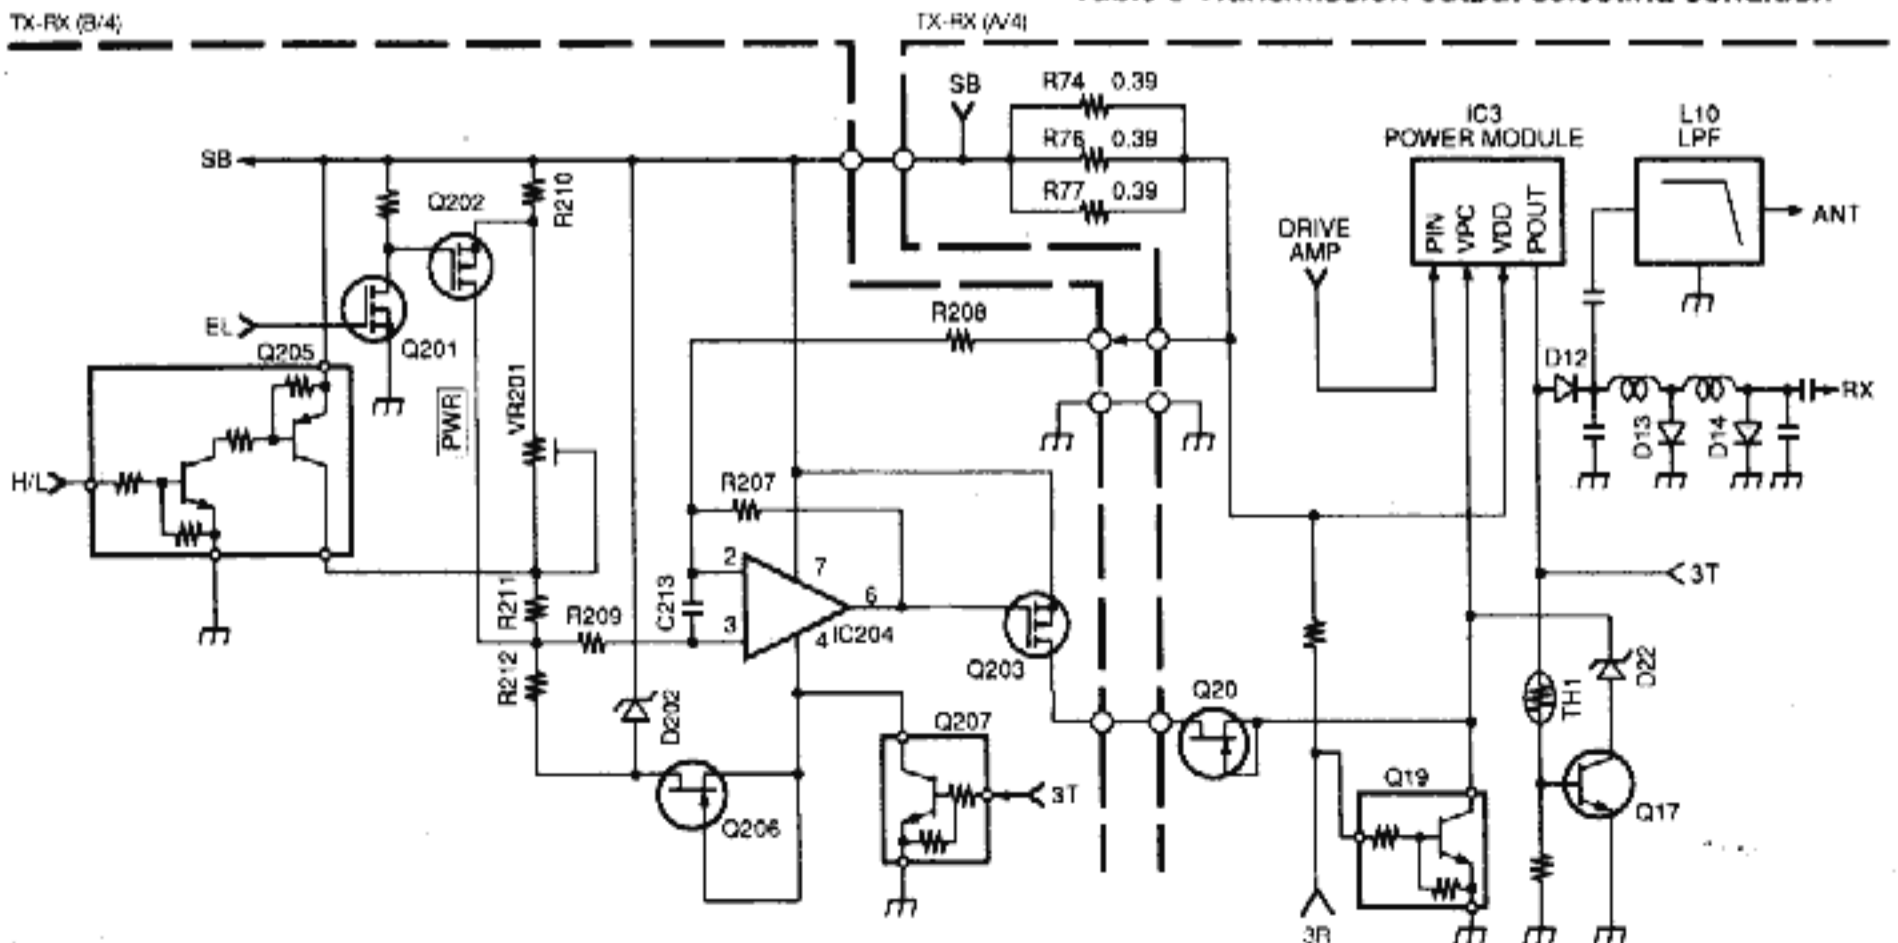 TX-RX (B/4)
TX-RX (A/4)
SB
R74 0.39
R76 0.39
R77 0.39
IC3
POWER MODULE
L10
LPF
PIN
VPC
VDD
POUT
ANT
DRIVE
AMP
SB
Q202
R210
EL
Q201
Q205
PWR
VR201
R208
D12
RX
D13
D14
H/L
R207
2
7
3T
C213
6
R211
R209
3
4
IC204
Q203
R212
D202
Q207
Q20
TH1
D22
3T
Q206
Q19
Q17
3R